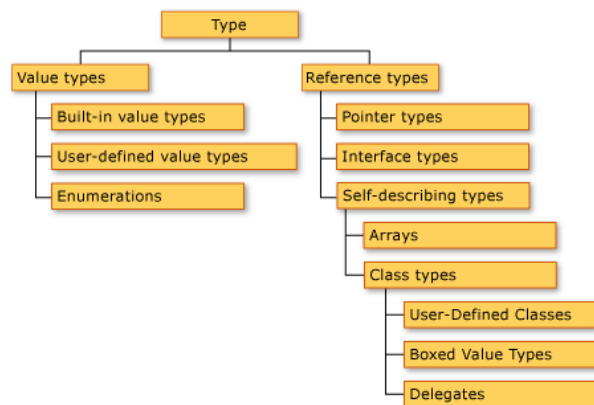 Type
Value types
Built-in value types
User-defined value types
Enumerations
Reference types
Pointer types
Interface types
Self-describing types
Arrays
Class types
User-Defined Classes
Boxed Value Types
Delegates